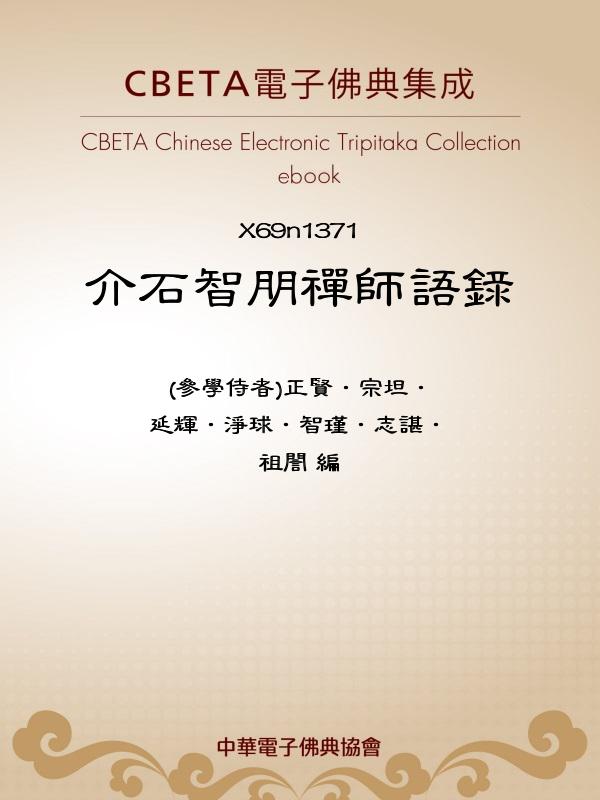 CBETA電子佛典集成
CBETA Chinese Electronic Tripitaka Collection
ebook
X69n1371
介石智朋禪師語錄
(參學侍者)正賢．宗坦．
延輝．淨球．智瑾．志諶．
祖誾 編
中華電子佛典協會